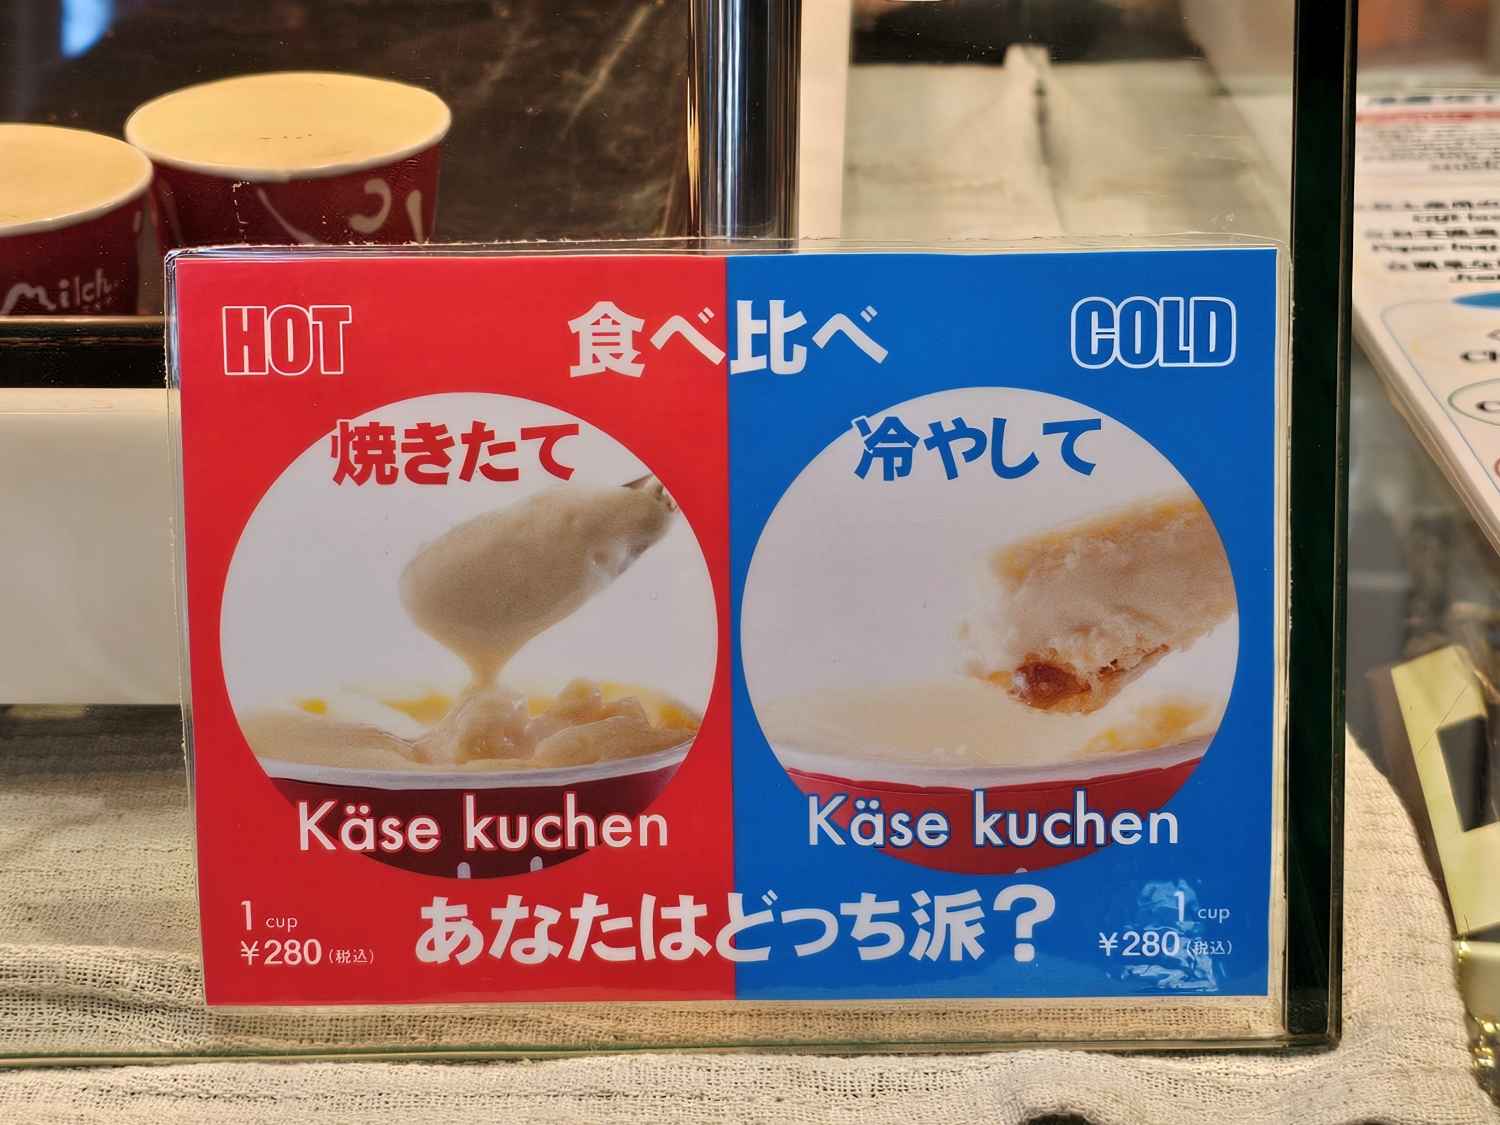 Milch
HOT
食べ比べ
COLD
焼きたて
冷やして
Käse kuchen
Käse kuchen
あなたはどっち派？
1 cup
¥280(税込)
1 cup
¥280(税込)